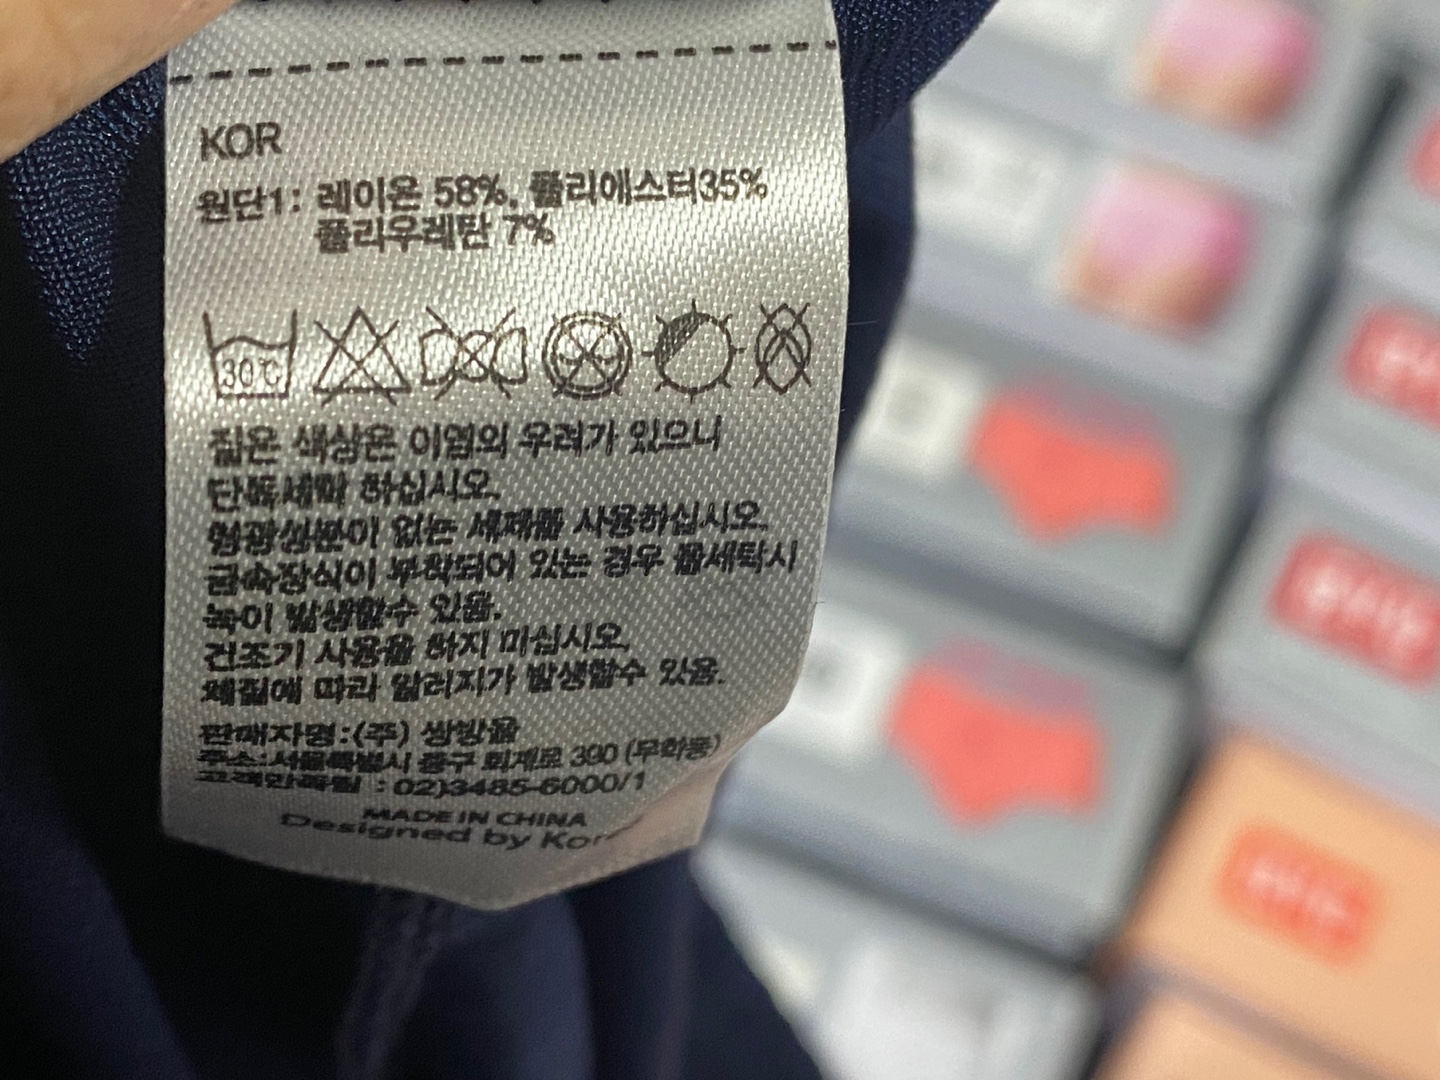 KOR
원단1: 레이온 58%, 폴리에스터35%
폴리우레탄 7%
30℃
짙은 색상은 이염의 우려가 있으니
단독세탁 하십시오.
형광성분이 없는 세제를 사용하십시오.
금속장식이 부착되어 있는 경우 물세탁시
녹이 발생할수 있음.
건조기 사용을 하지 마십시오.
체질에 따라 알러지가 발생할수 있음.
판매자명:(주) 쌍방울
주소:서울특별시 중구 퇴계로 390 (무학동)
고객만족팀 : 02)3485-6000/1
MADE IN CHINA
Designed by Kor